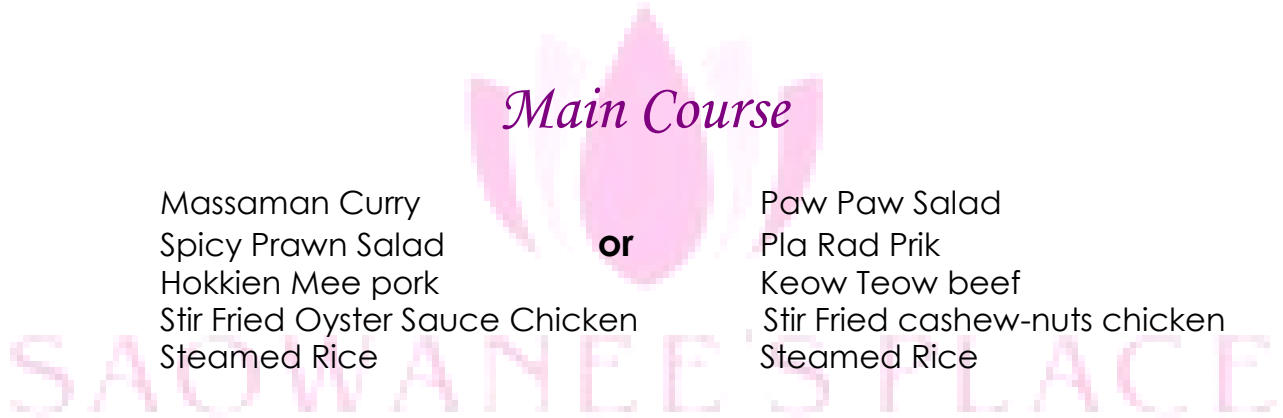 Main Course
Massaman Curry Paw Paw Salad
Spicy Prawn Salad or Pla Rad Prik
Hokkien Mee pork Keow Teow beef
Stir Fried Oyster Sauce Chicken Stir Fried cashew-nuts chicken
Steamed Rice Steamed Rice
SAOWANEE'S PLACE